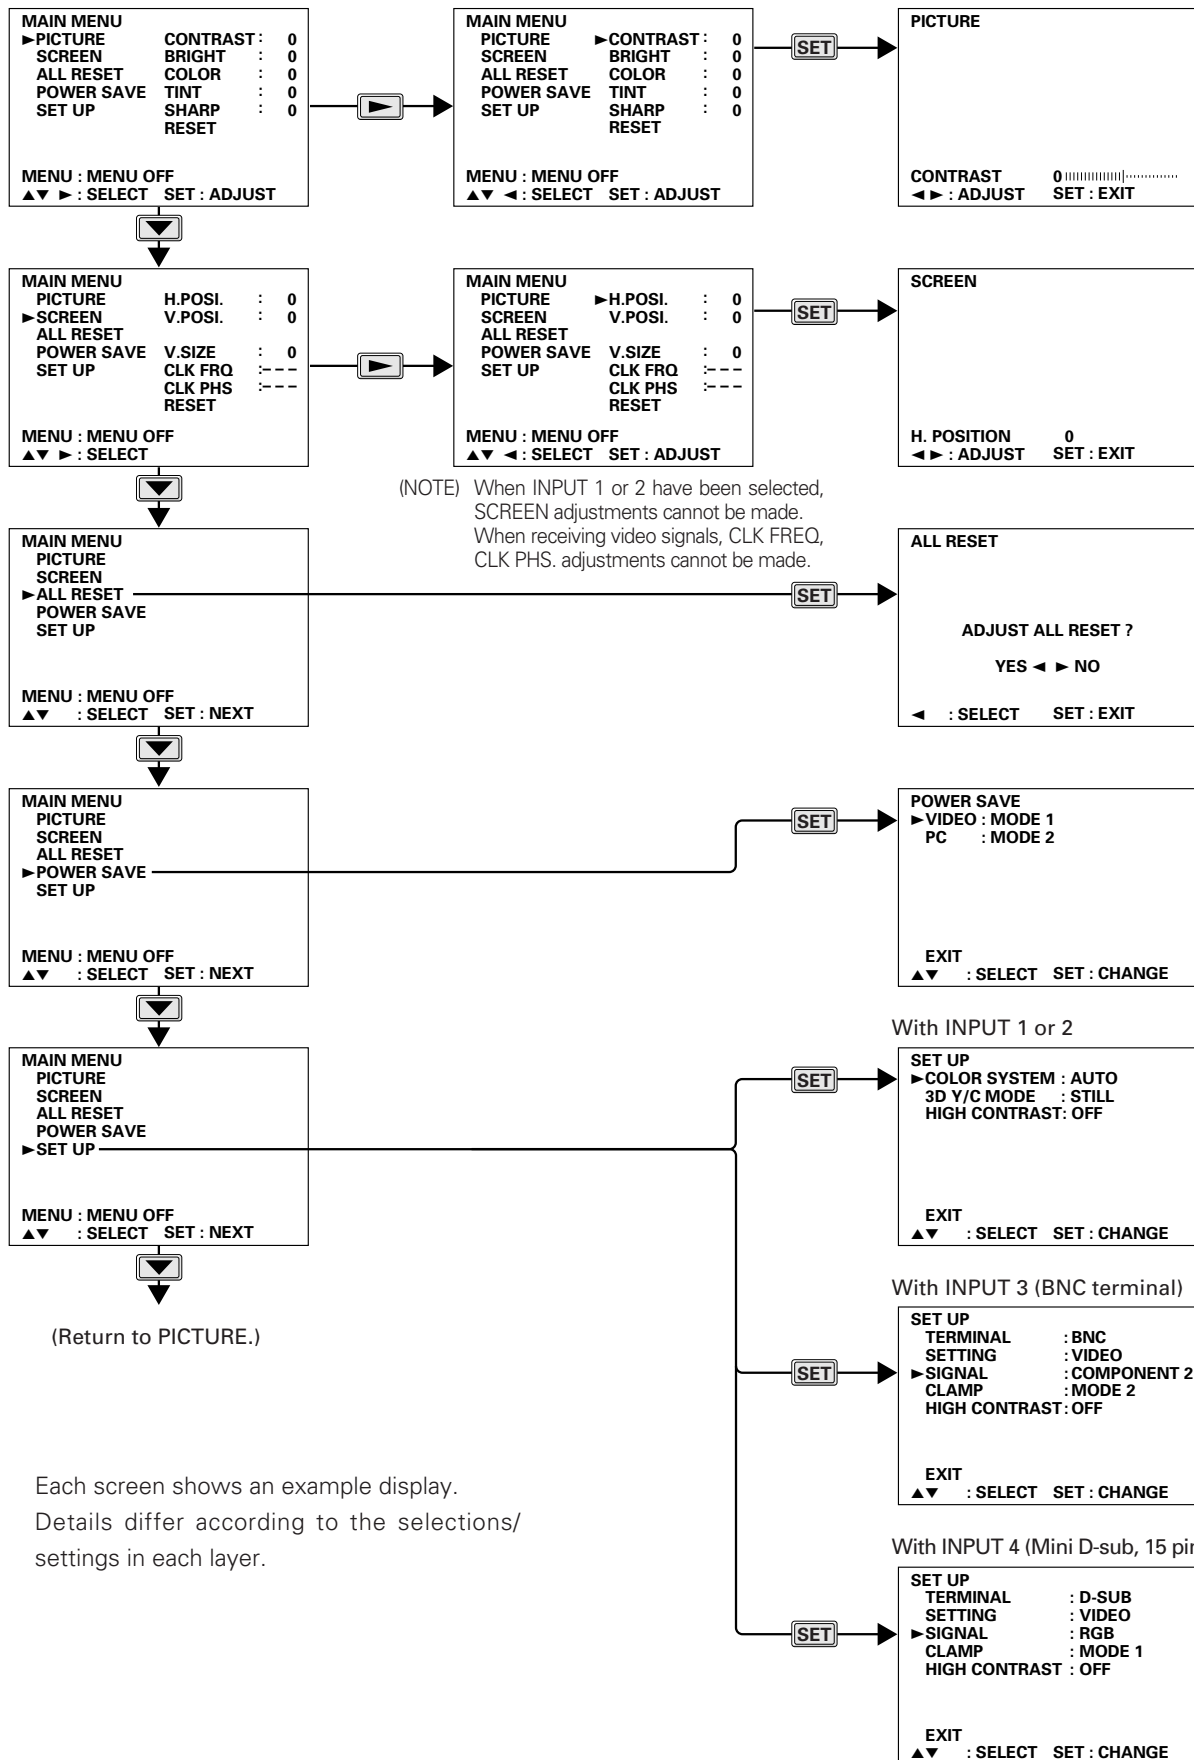 MAIN MENU
►PICTURE CONTRAST : 0
SCREEN BRIGHT : 0
ALL RESET COLOR : 0
POWER SAVE TINT : 0
SET UP SHARP : 0
RESET
MENU : MENU OFF
▲▼ ► : SELECT SET : ADJUST
MAIN MENU
PICTURE ►CONTRAST : 0
SCREEN BRIGHT : 0
ALL RESET COLOR : 0
POWER SAVE TINT : 0
SET UP SHARP : 0
RESET
MENU : MENU OFF
▲▼ ◄ : SELECT SET : ADJUST
SET
PICTURE
CONTRAST 0
◄ ► : ADJUST SET : EXIT
MAIN MENU
PICTURE H.POSI. : 0
►SCREEN V.POSI. : 0
ALL RESET
POWER SAVE V.SIZE : 0
SET UP CLK FRQ :– – –
CLK PHS :– – –
RESET
MENU : MENU OFF
▲▼ ► : SELECT
MAIN MENU
PICTURE ►H.POSI. : 0
SCREEN V.POSI. : 0
ALL RESET
POWER SAVE V.SIZE : 0
SET UP CLK FRQ :– – –
CLK PHS :– – –
RESET
MENU : MENU OFF
▲▼ ◄ : SELECT SET : ADJUST
SET
SCREEN
H. POSITION 0
◄ ► : ADJUST SET : EXIT
(NOTE) When INPUT 1 or 2 have been selected,
SCREEN adjustments cannot be made.
When receiving video signals, CLK FREQ,
CLK PHS. adjustments cannot be made.
MAIN MENU
PICTURE
SCREEN
►ALL RESET
POWER SAVE
SET UP
MENU : MENU OFF
▲▼ : SELECT SET : NEXT
SET
ALL RESET
ADJUST ALL RESET ?
YES ◄ ► NO
◄ : SELECT SET : EXIT
MAIN MENU
PICTURE
SCREEN
ALL RESET
►POWER SAVE
SET UP
MENU : MENU OFF
▲▼ : SELECT SET : NEXT
SET
POWER SAVE
►VIDEO : MODE 1
PC : MODE 2
EXIT
▲▼ : SELECT SET : CHANGE
MAIN MENU
PICTURE
SCREEN
ALL RESET
POWER SAVE
►SET UP
MENU : MENU OFF
▲▼ : SELECT SET : NEXT
(Return to PICTURE.)
With INPUT 1 or 2
SET
SET UP
►COLOR SYSTEM : AUTO
3D Y/C MODE : STILL
HIGH CONTRAST: OFF
EXIT
▲▼ : SELECT SET : CHANGE
With INPUT 3 (BNC terminal)
SET
SET UP
TERMINAL : BNC
SETTING : VIDEO
►SIGNAL : COMPONENT 2
CLAMP : MODE 2
HIGH CONTRAST : OFF
EXIT
▲▼ : SELECT SET : CHANGE
Each screen shows an example display.
Details differ according to the selections/
settings in each layer.
With INPUT 4 (Mini D-sub, 15 pin
SET
SET UP
TERMINAL : D-SUB
SETTING : VIDEO
►SIGNAL : RGB
CLAMP : MODE 1
HIGH CONTRAST : OFF
EXIT
▲▼ : SELECT SET : CHANGE